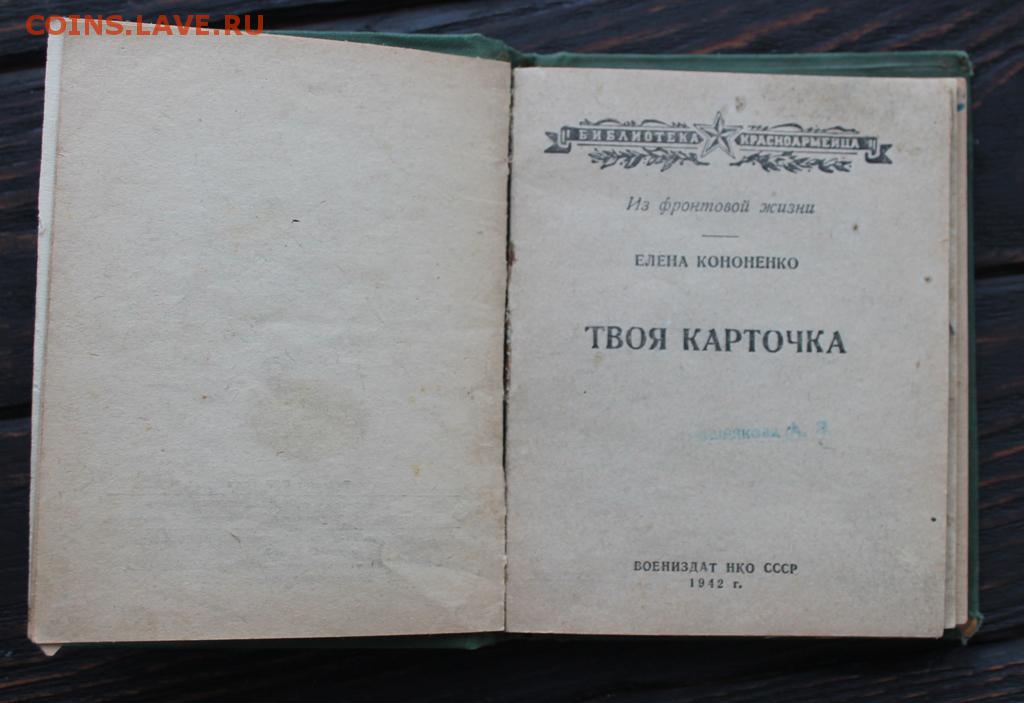 COINS.LAVE.RU
БИБЛИОТЕКА КРАСНОАРМЕЙЦА
Из фронтовой жизни
ЕЛЕНА КОНОНЕНКО
ТВОЯ КАРТОЧКА
ВОЕНИЗДАТ НКО СССР
1942 г.